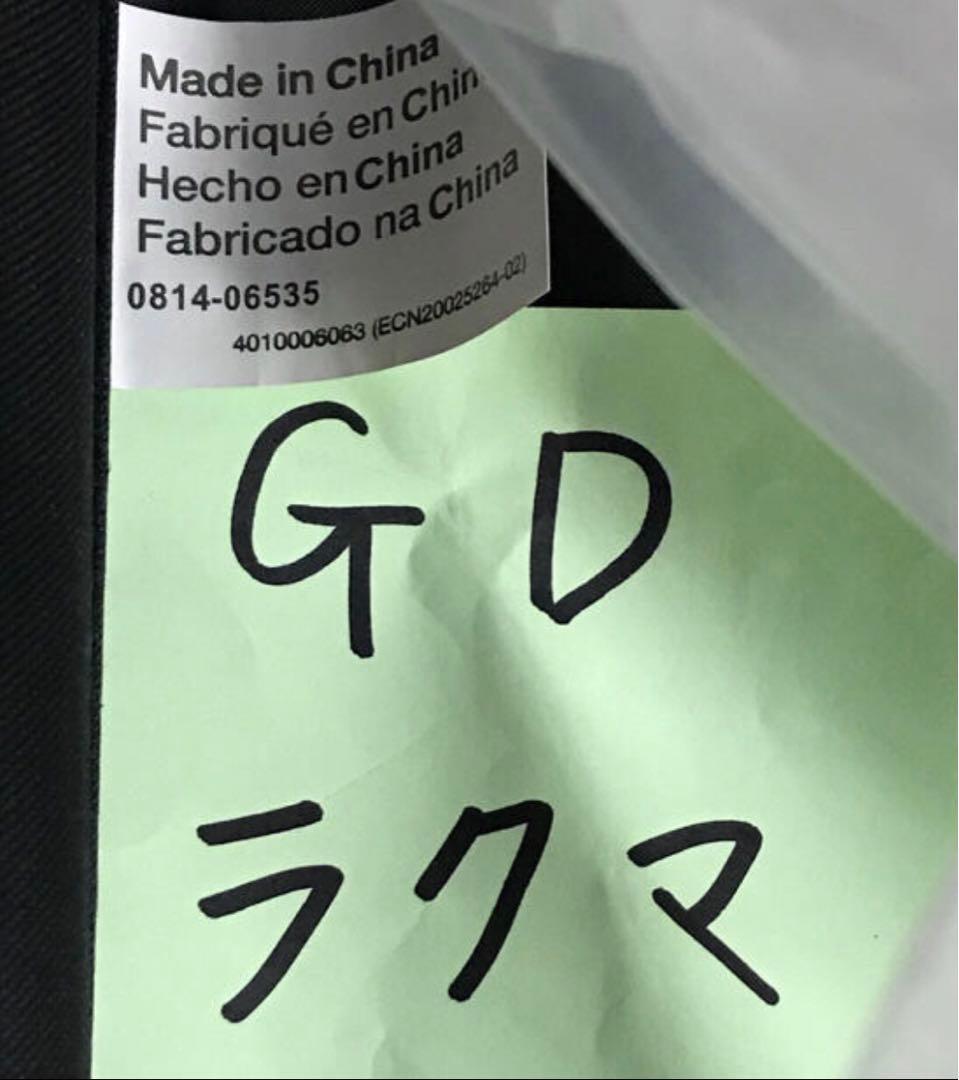 Made in China
Fabriqué en Chin
Hecho en China
Fabricado na China
0814-06535
4010006063 (ECN20025264-02)
G D
ラクマ